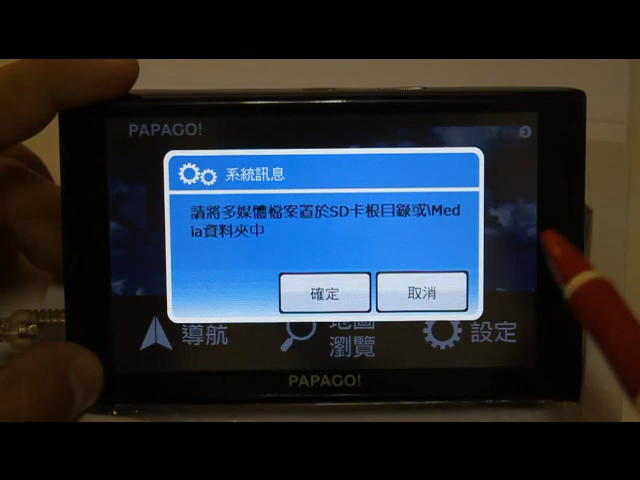 PAPAGO!
系統訊息
請將多媒體檔案置於SD卡根目錄或\Med
ia資料夾中
確定
取消
導航
地圖
瀏覽
設定
PAPAGO!